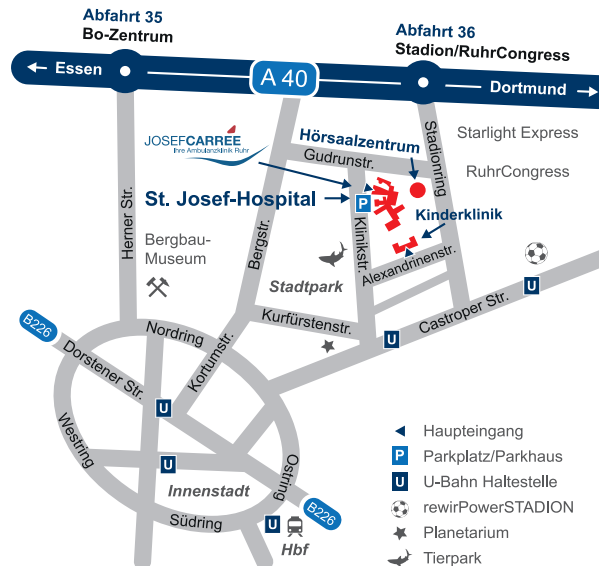 Abfahrt 35
Bo-Zentrum
Abfahrt 36
Stadion/RuhrCongress
Essen
A 40
Dortmund
JOSEFCARREE
Ihre Ambulanzklinik Ruhr
Hörsaalzentrum
Gudrunstr.
Stadionring
Starlight Express
RuhrCongress
St. Josef-Hospital
P
Kinderklinik
Herner Str.
Bergstr.
Klinikstr.
Bergbau-
Museum
Stadtpark
Alexandrinenstr.
U
Castroper Str.
B226
Nordring
Kortumstr.
Kurfürstenstr.
U
Dorstener Str.
U
Westring
U
Ostring
Innenstadt
Südring
B226
U
Hbf
Haupteingang
P Parkplatz/Parkhaus
U U-Bahn Haltestelle
rewirPowerSTADION
Planetarium
Tierpark